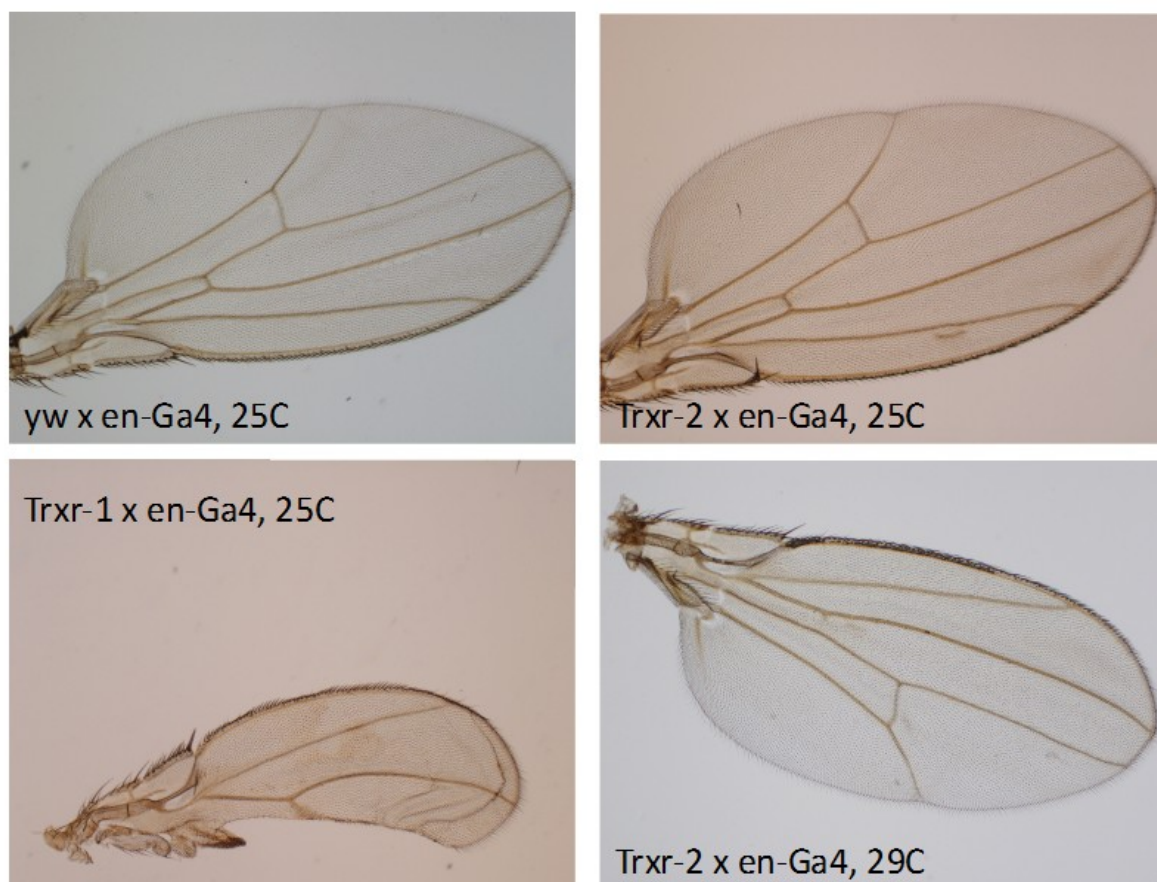 yw x en-Ga4, 25C
Trxr-2 x en-Ga4, 25C
Trxr-1 x en-Ga4, 25C
Trxr-2 x en-Ga4, 29C